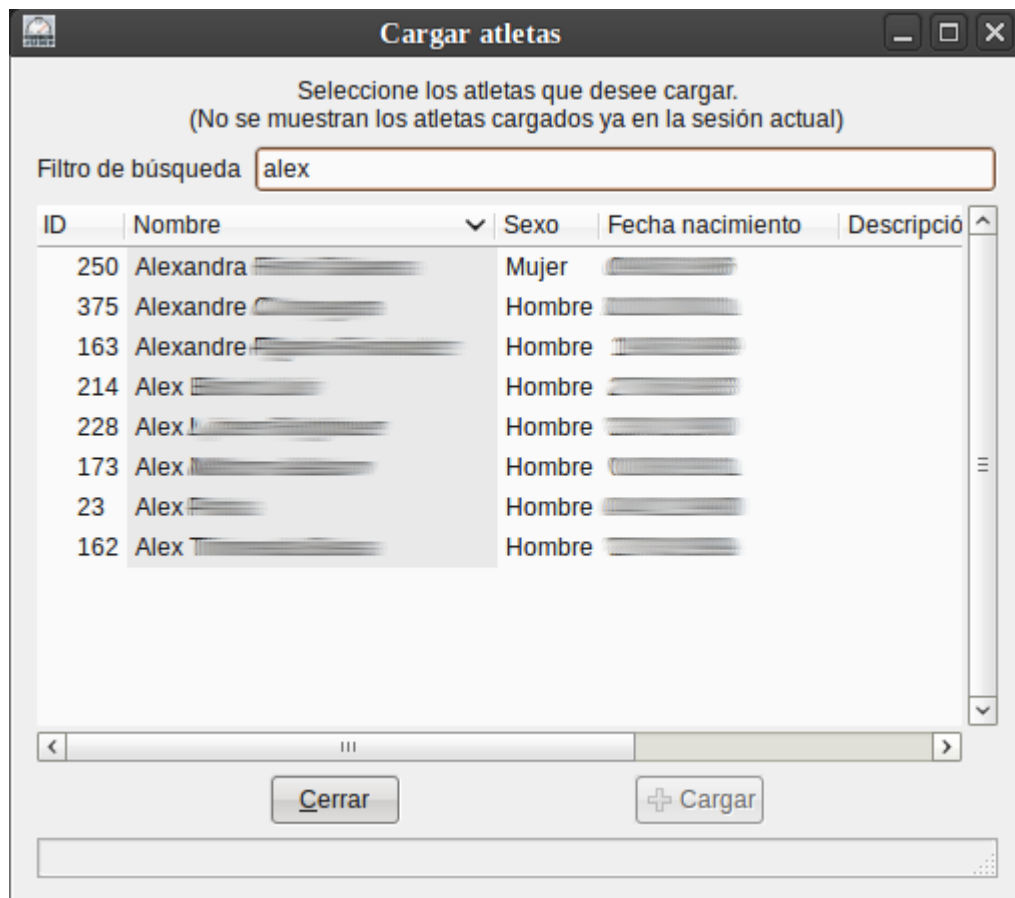 Cargar atletas
Seleccione los atletas que desee cargar.
(No se muestran los atletas cargados ya en la sesión actual)
Filtro de búsqueda alex
ID Nombre Sexo Fecha nacimiento Descripció
250 Alexandra Mujer
375 Alexandre Hombre
163 Alexandre Hombre
214 Alex Hombre
228 Alex Hombre
173 Alex Hombre
23 Alex Hombre
162 Alex Hombre
Cerrar Cargar